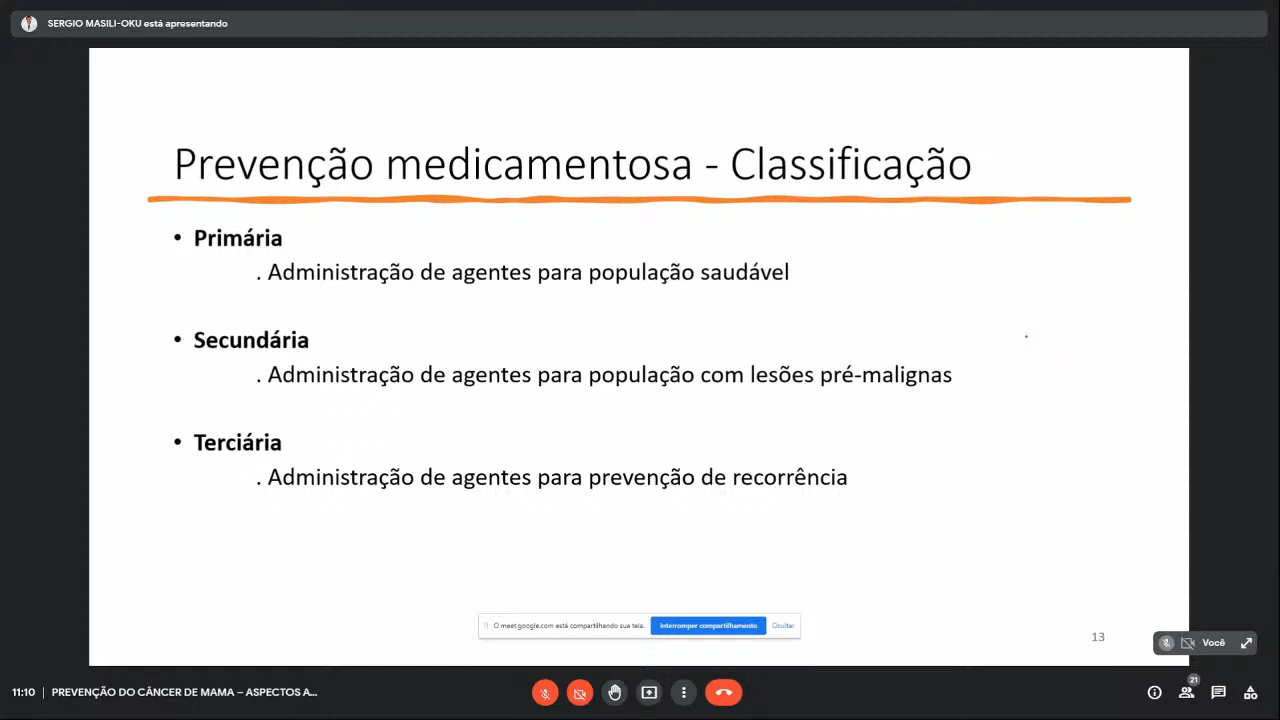 SERGIO MASILI-OKU está apresentando
Prevenção medicamentosa - Classificação
• Primária
. Administração de agentes para população saudável
• Secundária
. Administração de agentes para população com lesões pré-malignas
• Terciária
. Administração de agentes para prevenção de recorrência
O meet.google.com está compartilhando sua tela. Interromper compartilhamento Ocultar
13
Você
11:10 | PREVENÇÃO DO CÂNCER DE MAMA – ASPECTOS A...
21